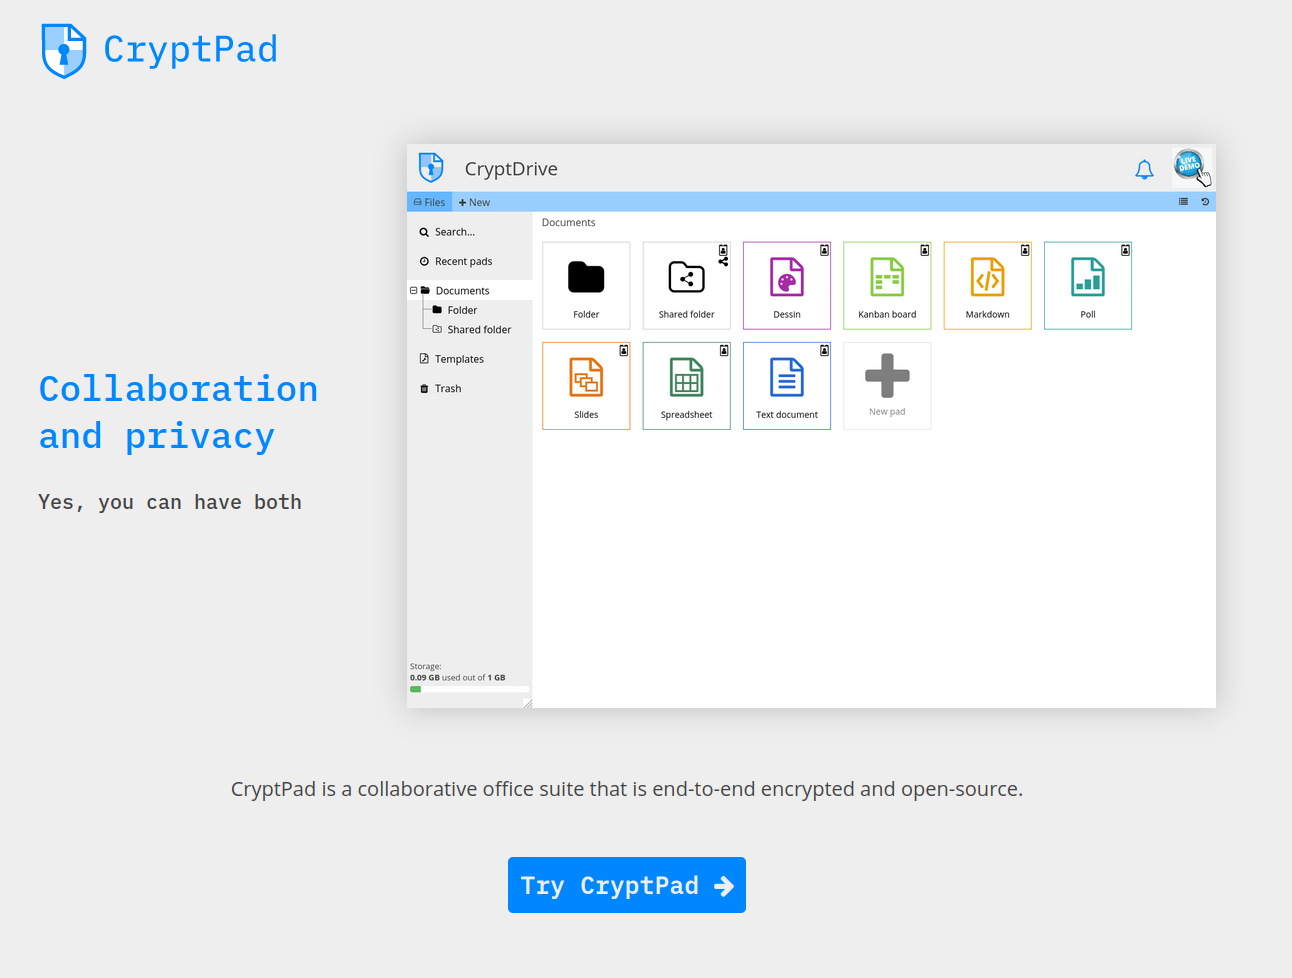 CryptPad
CryptDrive
LIVE DEMO
Files
New
Documents
Search...
Recent pads
Documents
Folder
Shared folder
Templates
Trash
Folder
Shared folder
Dessin
Kanban board
Markdown
Poll
Slides
Spreadsheet
Text document
New pad
Storage:
0.09 GB used out of 1 GB
Collaboration
and privacy
Yes, you can have both
CryptPad is a collaborative office suite that is end-to-end encrypted and open-source.
Try CryptPad